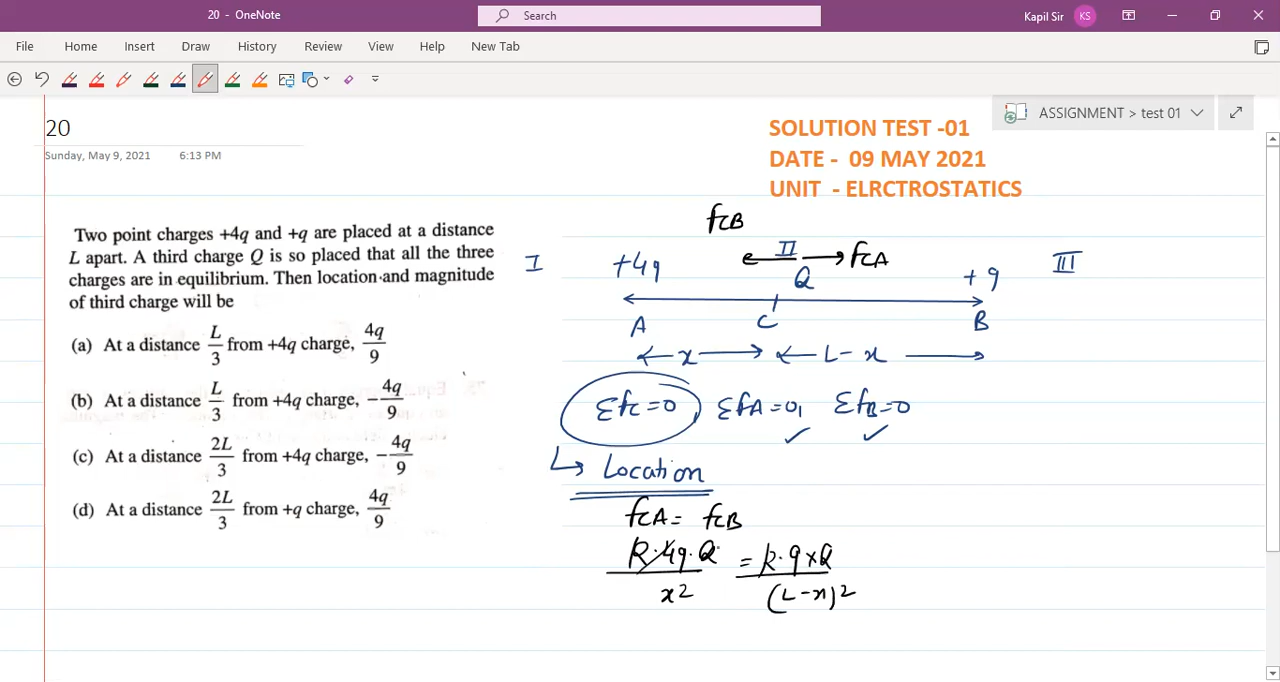 20 - OneNote
Search
Kapil Sir KS
File Home Insert Draw History Review View Help New Tab
ASSIGNMENT > test 01
20
Sunday, May 9, 2021 6:13 PM
SOLUTION TEST -01
DATE - 09 MAY 2021
UNIT - ELRCTROSTATICS
Two point charges +4q and +q are placed at a distance
L apart. A third charge Q is so placed that all the three
charges are in equilibrium. Then location and magnitude
of third charge will be
(a) At a distance L/3 from +4q charge, 4q/9
(b) At a distance L/3 from +4q charge, -4q/9
(c) At a distance 2L/3 from +4q charge, -4q/9
(d) At a distance 2L/3 from +q charge, 4q/9
fCB
I +4q II fCA III
Q +q
A C B
x L-x
Σfc=0, ΣfA=0, ΣfB=0
↳ Location
fCA = fCB
k·4q·Q/x2 = k·q×Q/(L-x)2